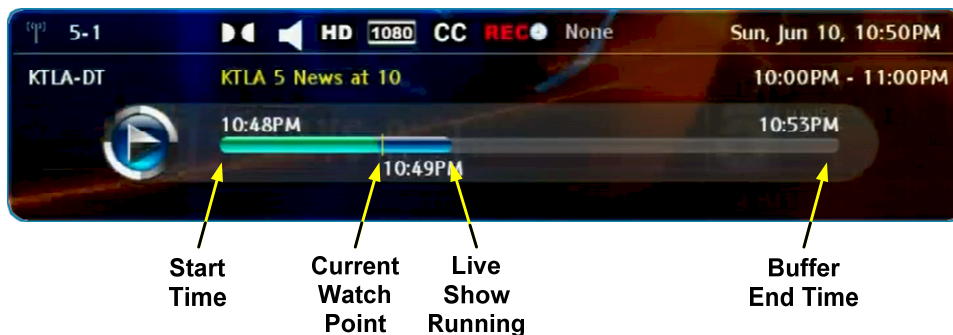 5-1 HD 1080 CC REC None Sun, Jun 10, 10:50PM
KTLA-DT KTLA 5 News at 10 10:00PM - 11:00PM
10:48PM 10:53PM
10:49PM
Start Time
Current Watch Point
Live Show Running
Buffer End Time